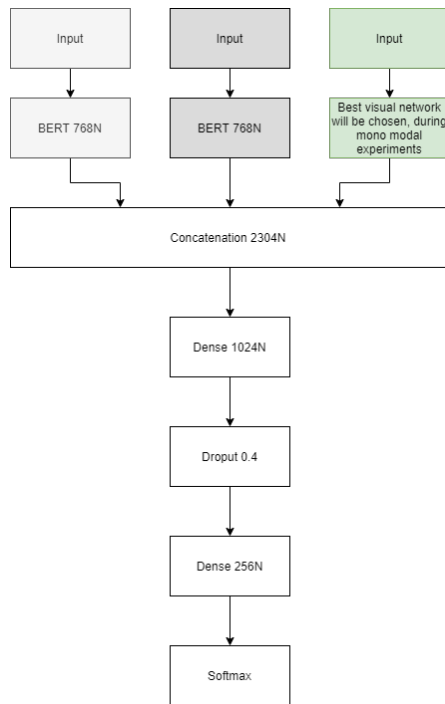 Input
Input
Input
BERT 768N
BERT 768N
Best visual network
will be chosen, during
mono modal
experiments
Concatenation 2304N
Dense 1024N
Droput 0.4
Dense 256N
Softmax